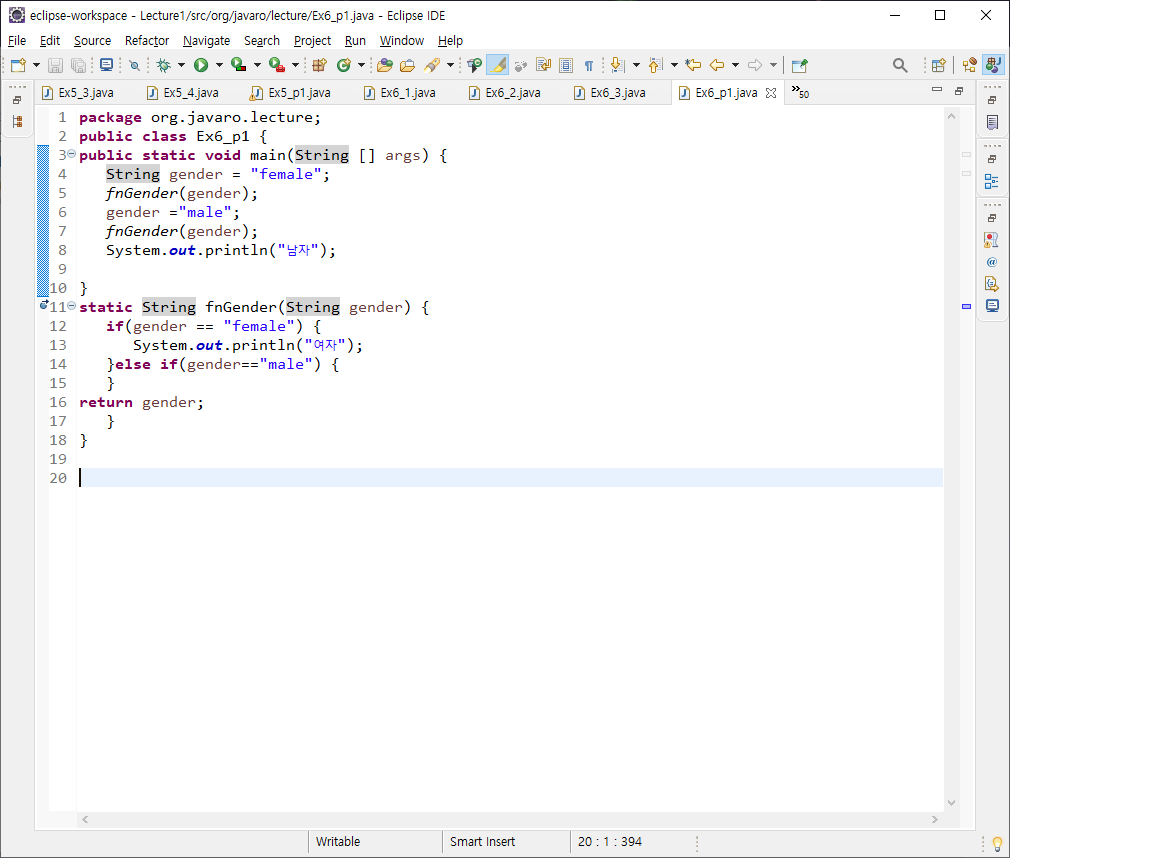 eclipse-workspace - Lecture1/src/org/javaro/lecture/Ex6_p1.java - Eclipse IDE
File Edit Source Refactor Navigate Search Project Run Window Help
Ex5_3.java Ex5_4.java Ex5_p1.java Ex6_1.java Ex6_2.java Ex6_3.java Ex6_p1.java »50
1 package org.javaro.lecture;
2 public class Ex6_p1 {
3 public static void main(String [] args) {
4 String gender = "female";
5 fnGender(gender);
6 gender ="male";
7 fnGender(gender);
8 System.out.println("남자");
9
10 }
11 static String fnGender(String gender) {
12 if(gender == "female") {
13 System.out.println("여자");
14 }else if(gender=="male") {
15 }
16 return gender;
17 }
18 }
19
20
Writable Smart Insert 20 : 1 : 394